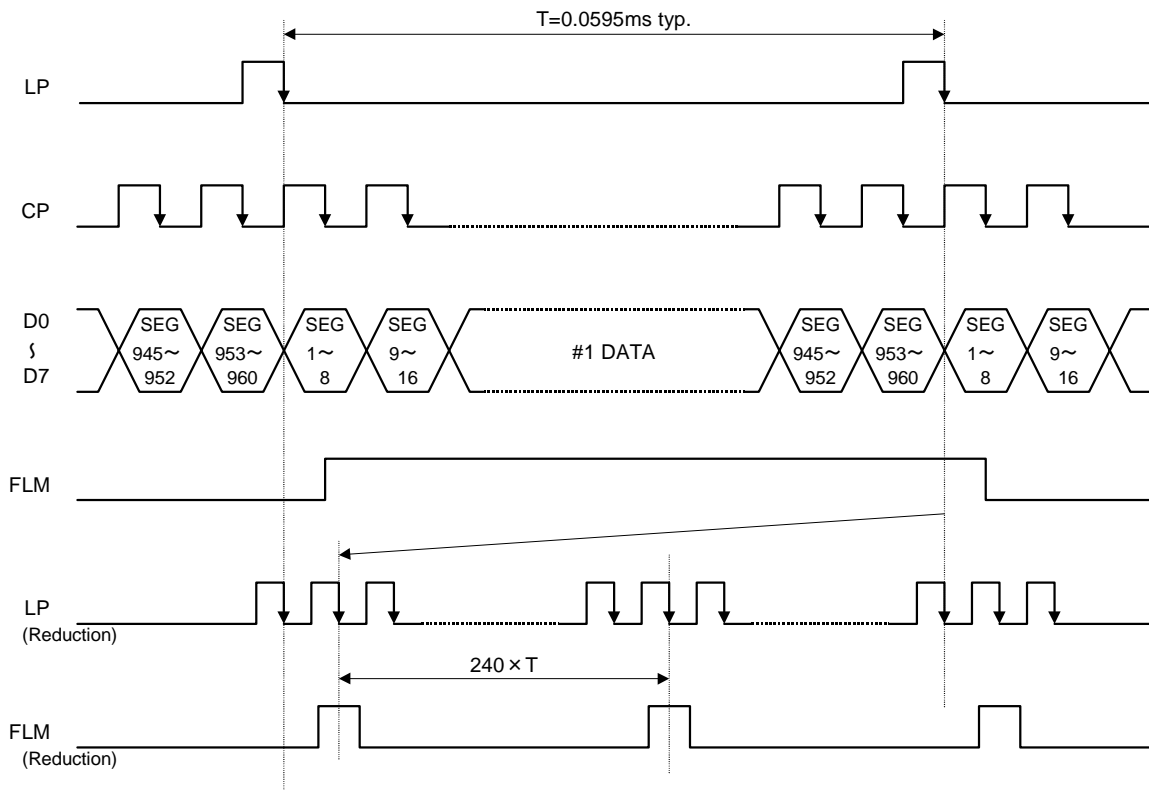 T=0.0595ms typ.
LP
CP
D0
D7
SEG
945～
952
SEG
953～
960
SEG
1～
8
SEG
9～
16
#1 DATA
SEG
945～
952
SEG
953～
960
SEG
1～
8
SEG
9～
16
FLM
LP
(Reduction)
240×T
FLM
(Reduction)